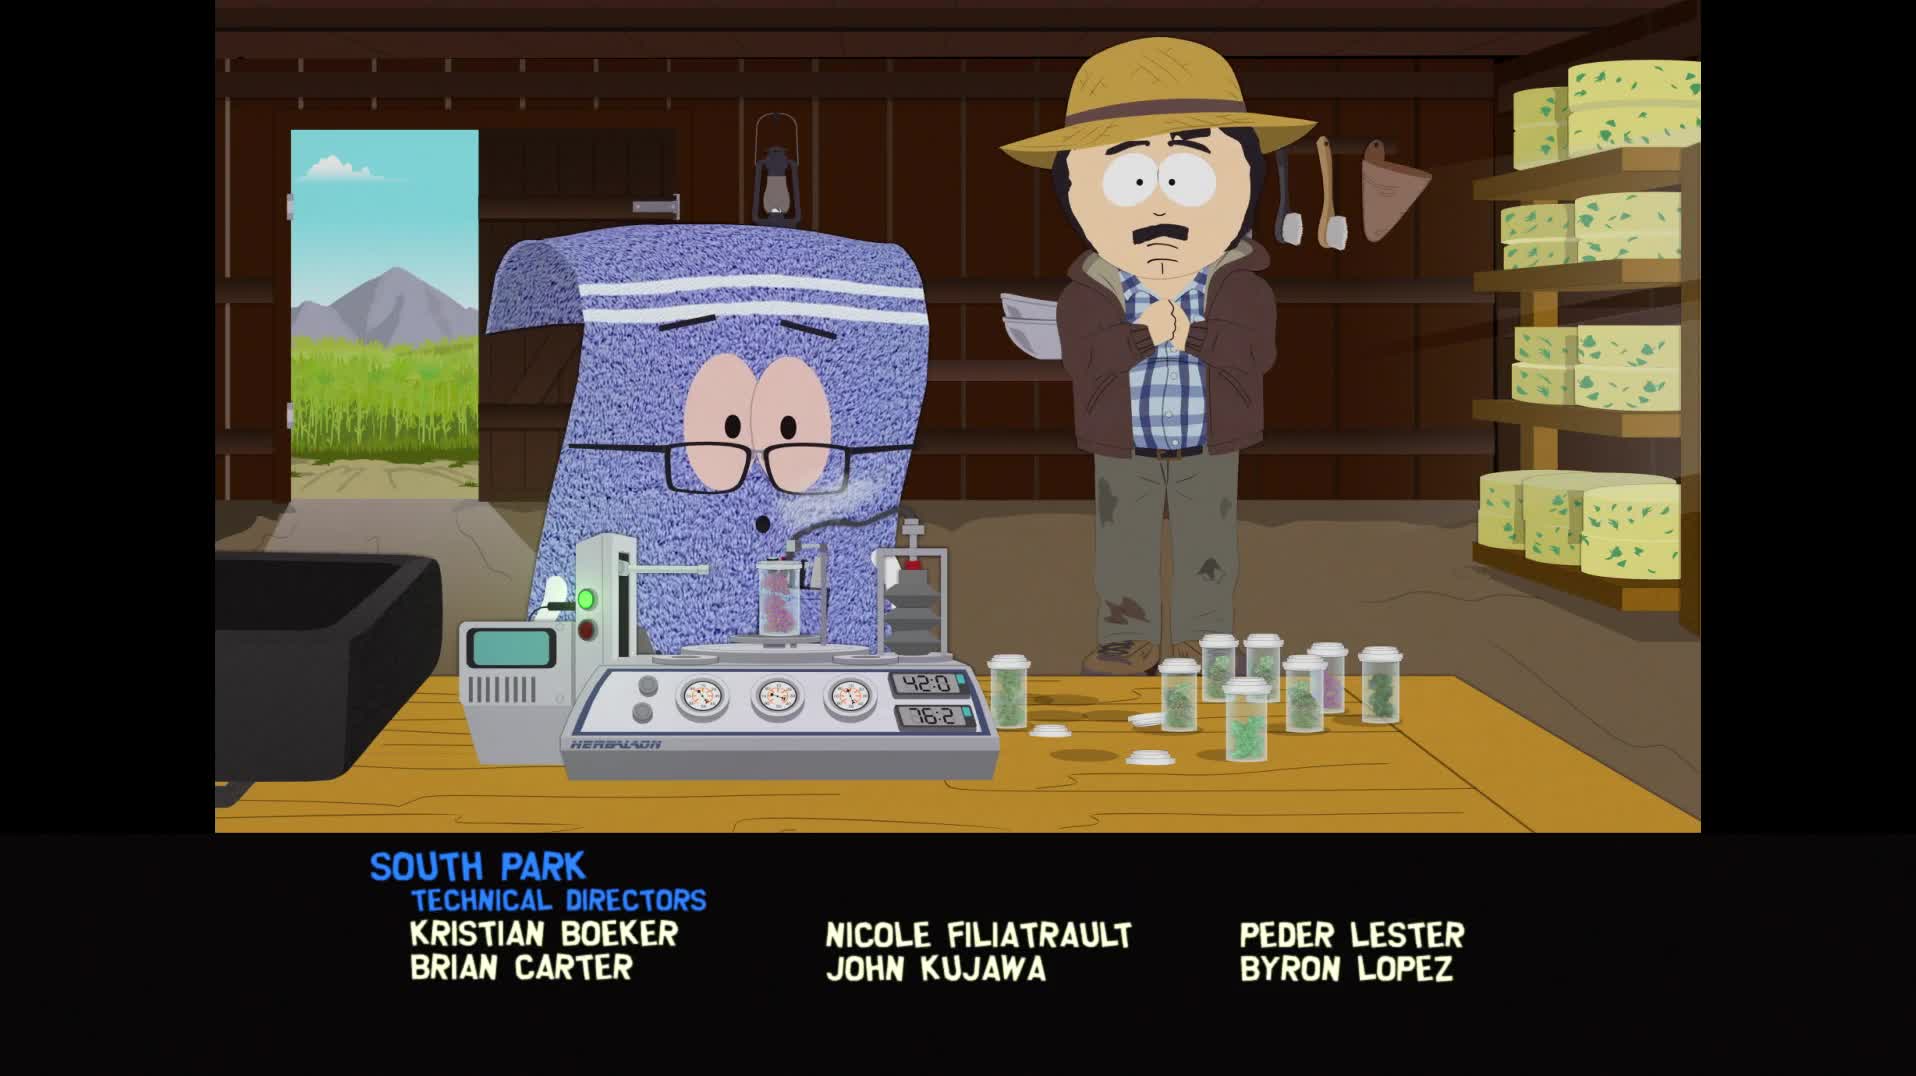 42:0
76:2
HERBALADN
SOUTH PARK
TECHNICAL DIRECTORS
KRISTIAN BOEKER NICOLE FILIATRAULT PEDER LESTER
BRIAN CARTER JOHN KUJAWA BYRON LOPEZ